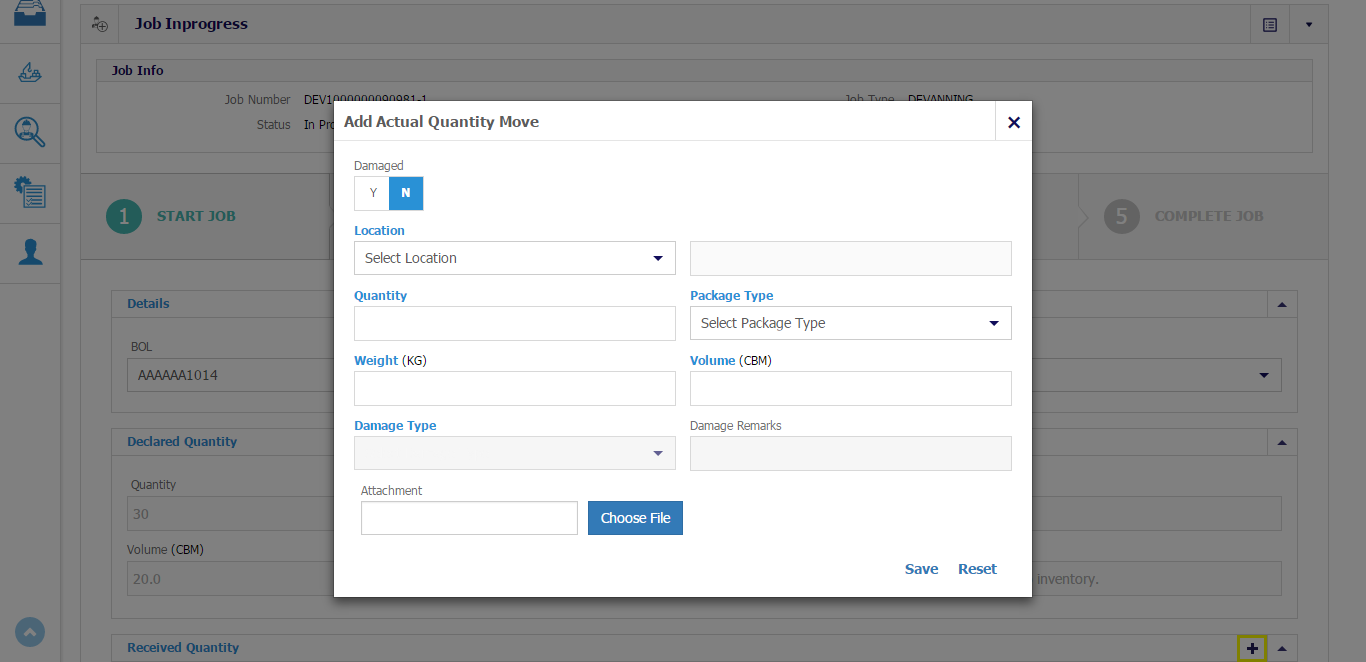 Job Inprogress
Job Info
Job Number DEV1000000090981-1 Job Type DEVANNING
Status In Pro
Add Actual Quantity Move
Damaged
Y N
Location
Select Location
Quantity Package Type
Select Package Type
Weight (KG) Volume (CBM)
Damage Type Damage Remarks
Attachment
Choose File
Save Reset
1 START JOB
5 COMPLETE JOB
Details
BOL
AAAAAA1014
Declared Quantity
Quantity
30
Volume (CBM)
20.0
inventory.
Received Quantity